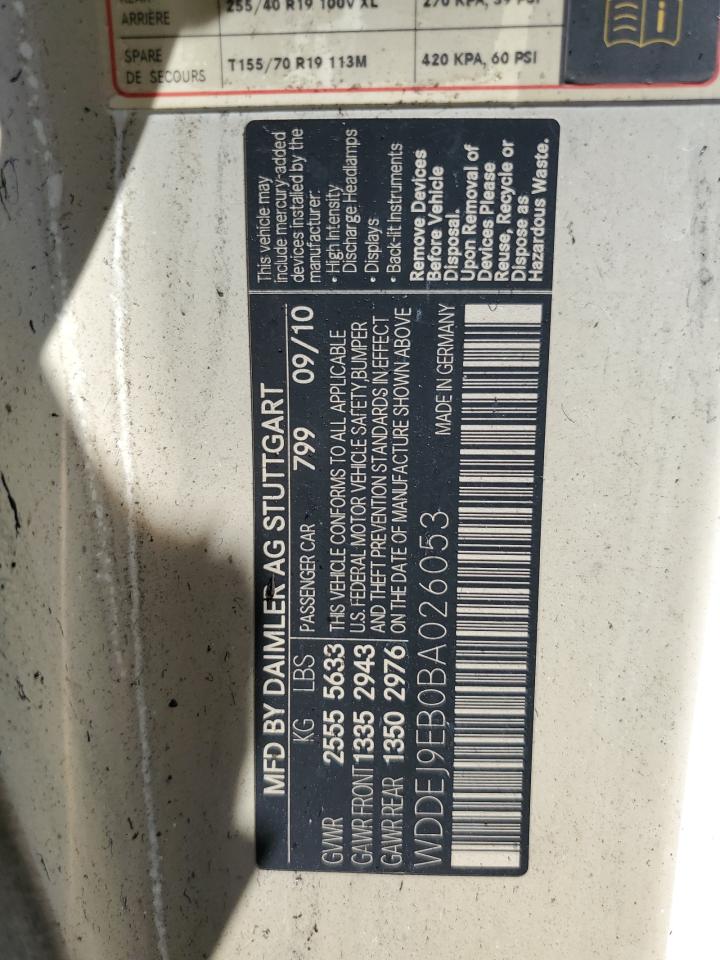 ARRIÈRE
255/40 R19 100V XL
270 KPA, 39 PSI
SPARE
DE SECOURS
T155/70 R19 113M
420 KPA, 60 PSI
MFD BY DAIMLER AG STUTTGART
KG LBS PASSENGER CAR 799 09/10
GVWR 2555 5633
GAWR FRONT 1335 2943
GAWR REAR 1350 2976
THIS VEHICLE CONFORMS TO ALL APPLICABLE
U.S. FEDERAL MOTOR VEHICLE SAFETY,BUMPER
AND THEFT PREVENTION STANDARDS IN EFFECT
ON THE DATE OF MANUFACTURE SHOWN ABOVE
WDDEJ9EB0BA026053
MADE IN GERMANY
This vehicle may
include mercury-added
devices installed by the
manufacturer:
• High Intensity
Discharge Headlamps
• Displays
• Back-lit Instruments
Remove Devices
Before Vehicle
Disposal.
Upon Removal of
Devices Please
Reuse, Recycle or
Dispose as
Hazardous Waste.